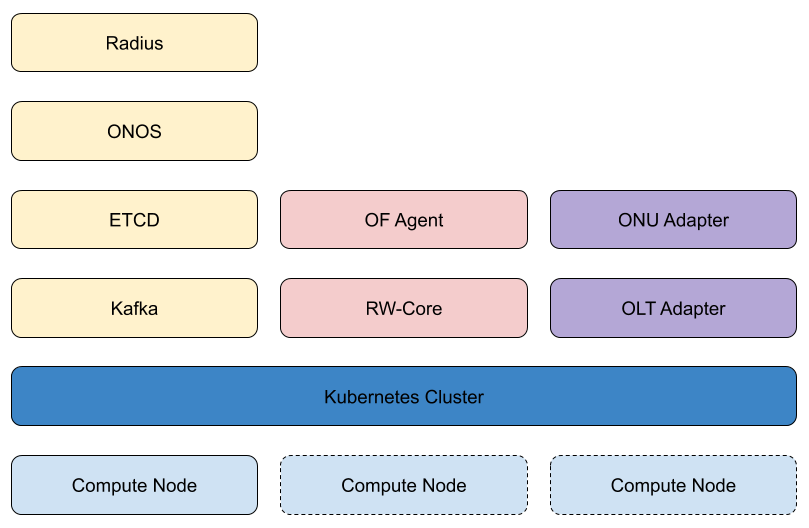 Radius
ONOS
ETCD
OF Agent
ONU Adapter
Kafka
RW-Core
OLT Adapter
Kubernetes Cluster
Compute Node
Compute Node
Compute Node